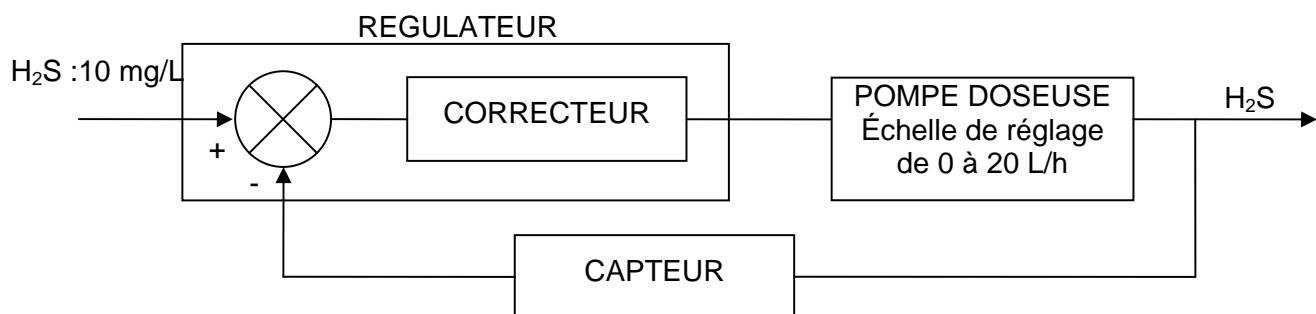 REGULATEUR
H₂S :10 mg/L
CORRECTEUR
POMPE DOSEUSE
Échelle de réglage
de 0 à 20 L/h
H₂S
+
-
CAPTEUR